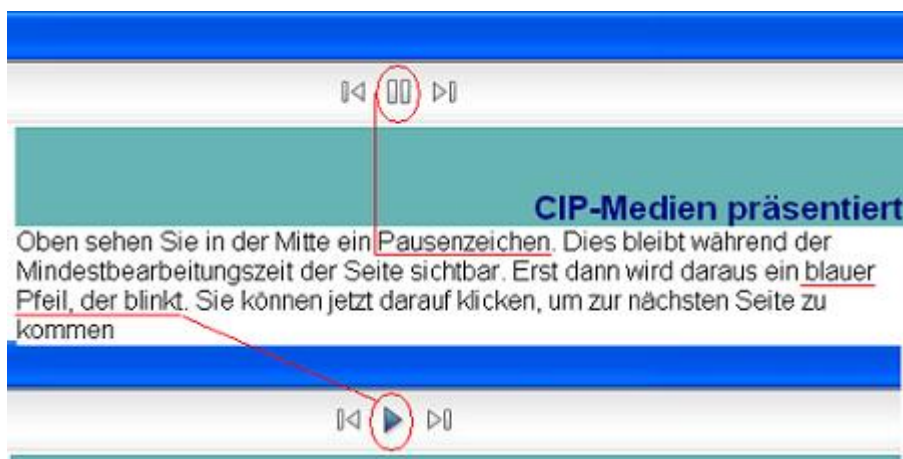 CIP-Medien präsentiert
Oben sehen Sie in der Mitte ein Pausenzeichen. Dies bleibt während der
Mindestbearbeitungszeit der Seite sichtbar. Erst dann wird daraus ein blauer
Pfeil, der blinkt. Sie können jetzt darauf klicken, um zur nächsten Seite zu
kommen